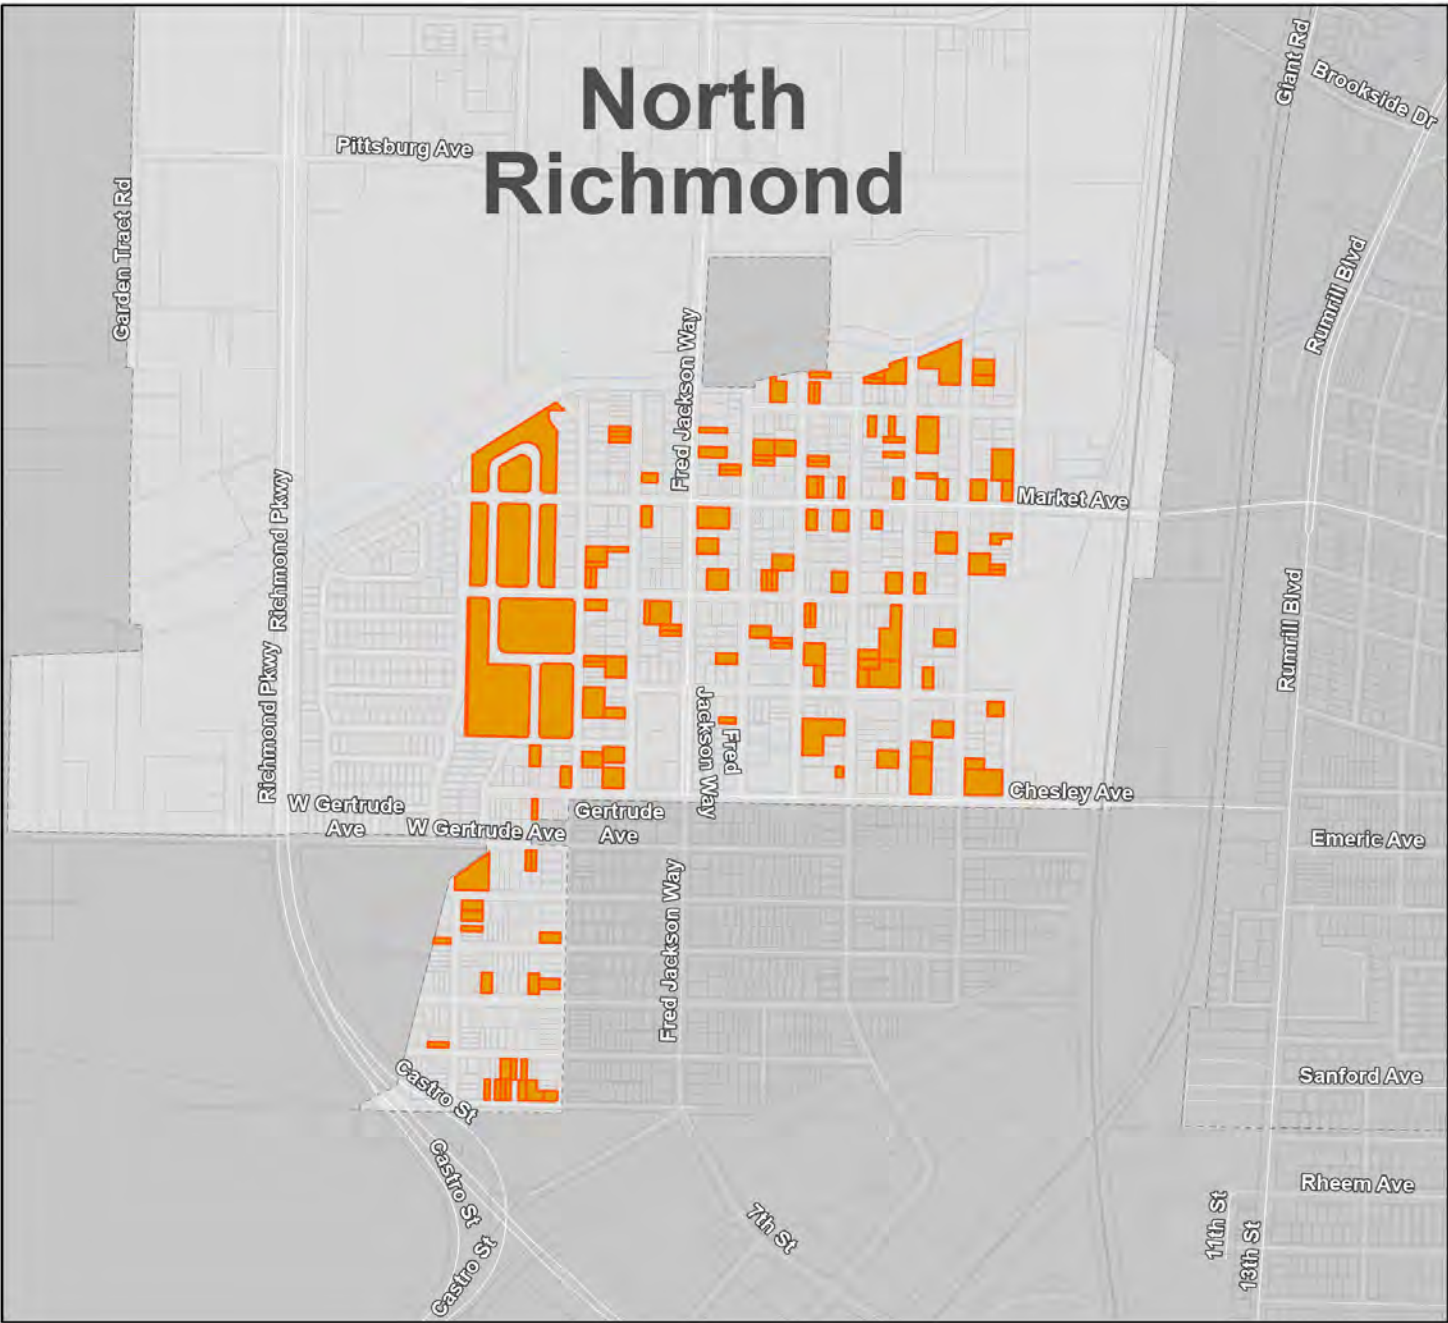 North
Richmond
Giant Rd
Brookside Dr
Pittsburg Ave
Garden Tract Rd
Rumrill Blvd
Fred Jackson Way
Richmond Pkwy
Market Ave
Richmond Pkwy
Rumrill Blvd
Fred
Jackson Way
Chesley Ave
W Gertrude
Ave
W Gertrude Ave
Gertrude
Ave
Emeric Ave
Fred Jackson Way
Castro St
Sanford Ave
Castro St
Rheem Ave
7th St
11th St
13th St
Castro St